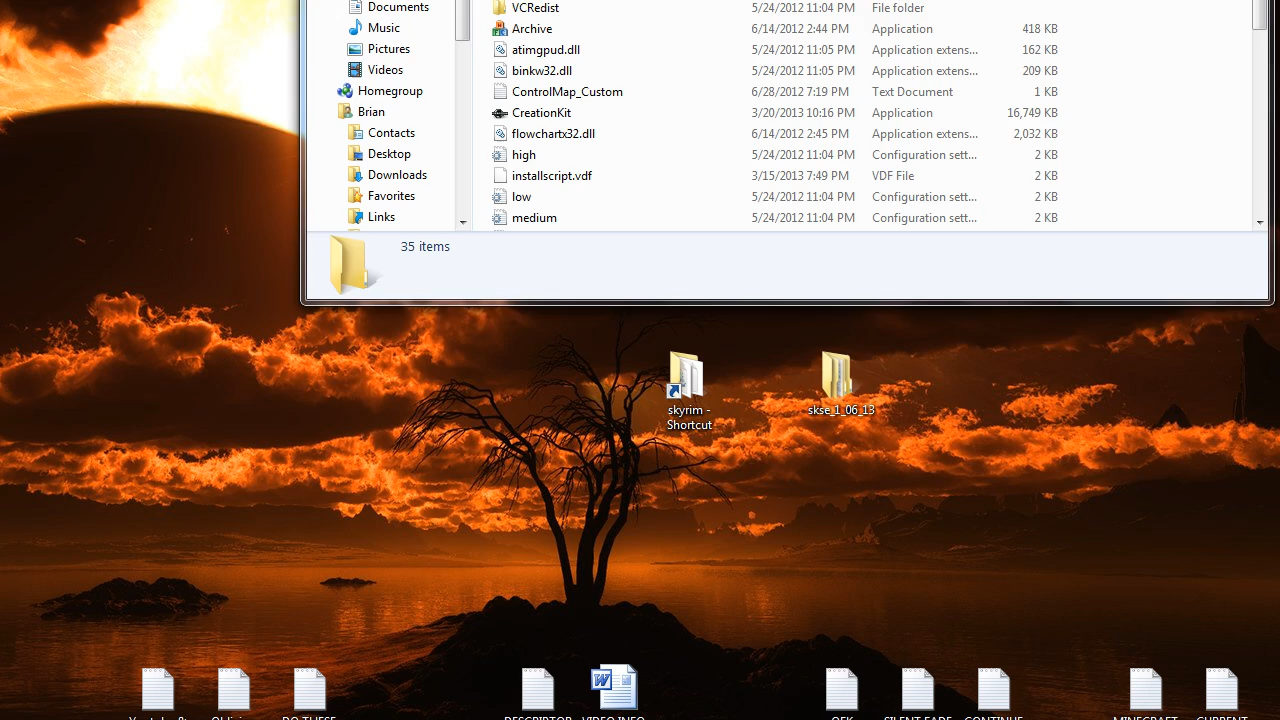 Documents
Music
Pictures
Videos
Homegroup
Brian
Contacts
Desktop
Downloads
Favorites
Links
VCRedist 5/24/2012 11:04 PM File folder
Archive 6/14/2012 2:44 PM Application 418 KB
atimgpud.dll 5/24/2012 11:05 PM Application extens... 162 KB
binkw32.dll 5/24/2012 11:05 PM Application extens... 209 KB
ControlMap_Custom 6/28/2012 7:19 PM Text Document 1 KB
CreationKit 3/20/2013 10:16 PM Application 16,749 KB
flowchartx32.dll 6/14/2012 2:45 PM Application extens... 2,032 KB
high 5/24/2012 11:04 PM Configuration sett... 2 KB
installscript.vdf 3/15/2013 7:49 PM VDF File 2 KB
low 5/24/2012 11:04 PM Configuration sett... 2 KB
medium 5/24/2012 11:04 PM Configuration sett... 2 KB
35 items
skyrim -
Shortcut
skse_1_06_13
DO THESE
DESCRIPTOR
VIDEO INFO
SILENT FADE
CONTINUE
MINECRAFT
CURRENT